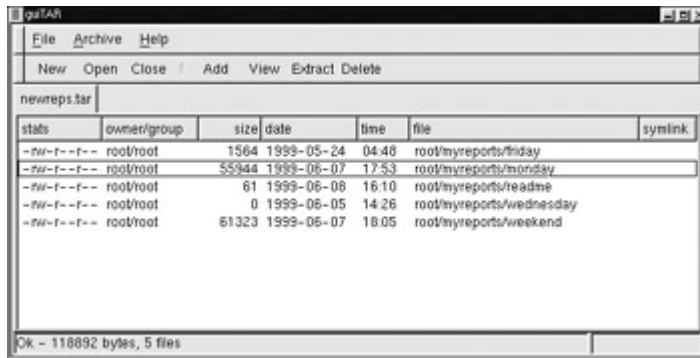 guiTAR
File Archive Help
New Open Close Add View Extract Delete
newreps.tar
stats owner/group size date time file symlink
-rw-r--r-- root/root 1564 1999-05-24 04:48 root/myreports/friday
-rw-r--r-- root/root 55944 1999-06-07 17:53 root/myreports/monday
-rw-r--r-- root/root 61 1999-06-08 16:10 root/myreports/readme
-rw-r--r-- root/root 0 1999-06-05 14:26 root/myreports/wednesday
-rw-r--r-- root/root 61323 1999-06-07 18:05 root/myreports/weekend
Ok - 118892 bytes, 5 files